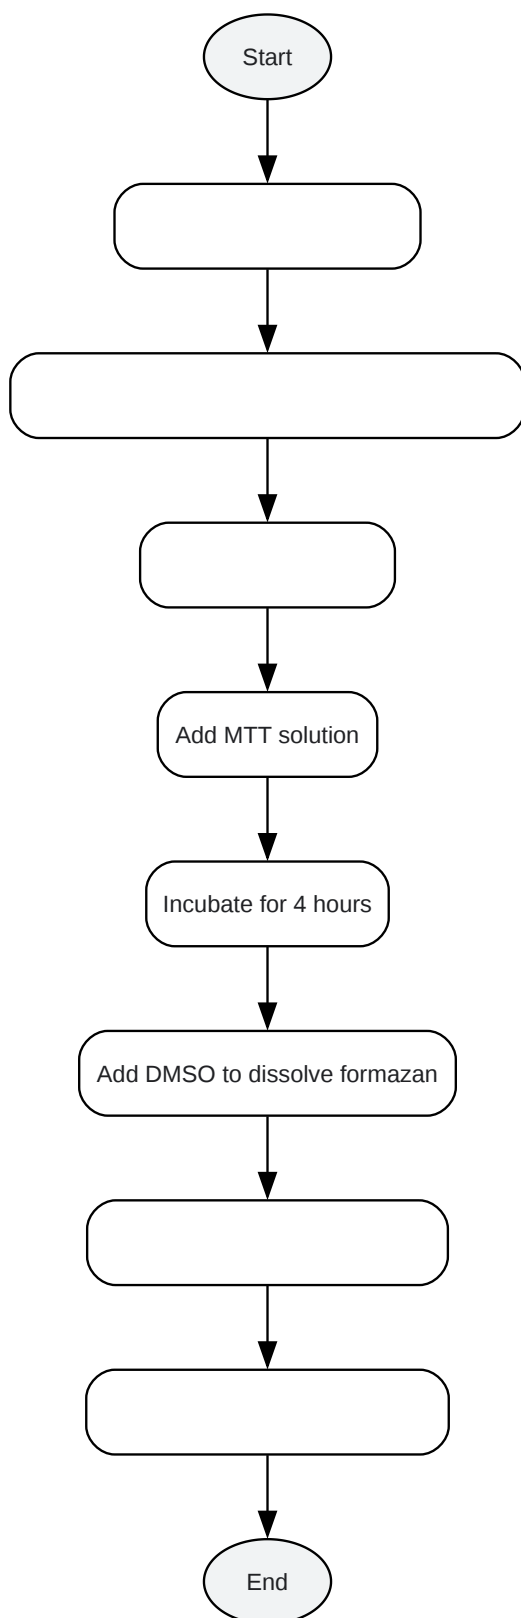 Start
Add MTT solution
Incubate for 4 hours
Add DMSO to dissolve formazan
End